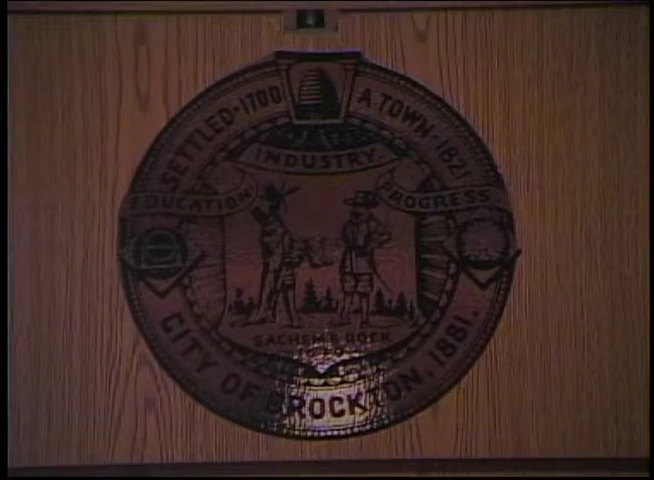 SETTLED·1700
A TOWN·1821
INDUSTRY.
EDUCATION
PROGRESS
SACHEM'S ROCK
CITY OF BROCKTON. 1881.